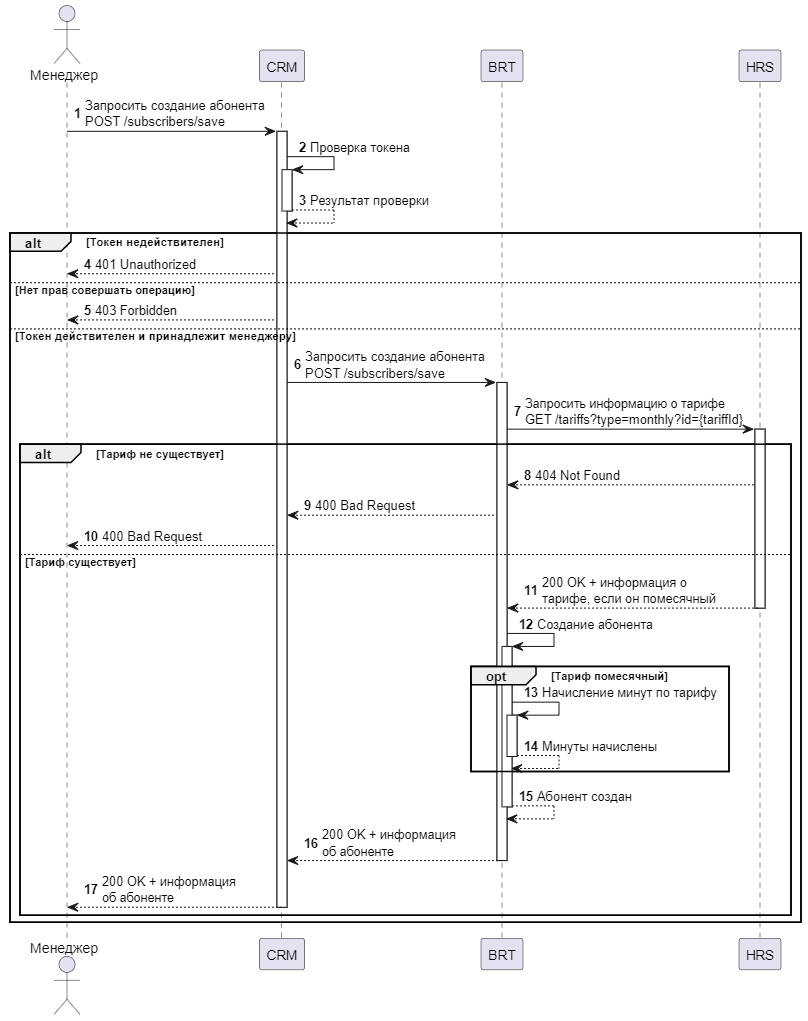 Менеджер
CRM
BRT
HRS
1 Запросить создание абонента
POST /subscribers/save
2 Проверка токена
3 Результат проверки
alt [Токен недействителен]
4 401 Unauthorized
[Нет прав совершать операцию]
5 403 Forbidden
[Токен действителен и принадлежит менеджеру]
6 Запросить создание абонента
POST /subscribers/save
7 Запросить информацию о тарифе
GET /tariffs?type=monthly?id={tariffId}
alt [Тариф не существует]
8 404 Not Found
9 400 Bad Request
10 400 Bad Request
[Тариф существует]
11 200 OK + информация о
тарифе, если он помесячный
12 Создание абонента
opt [Тариф помесячный]
13 Начисление минут по тарифу
14 Минуты начислены
15 Абонент создан
16 200 OK + информация
об абоненте
17 200 OK + информация
об абоненте
Менеджер
CRM
BRT
HRS